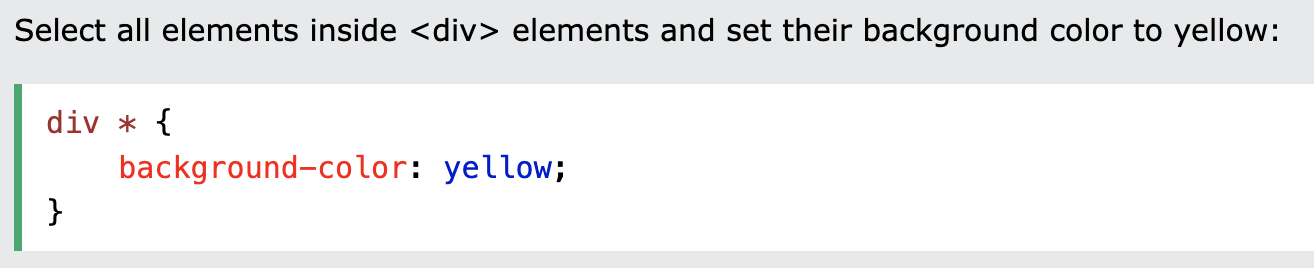 Select all elements inside <div> elements and set their background color to yellow:
div * {
    background-color: yellow;
}